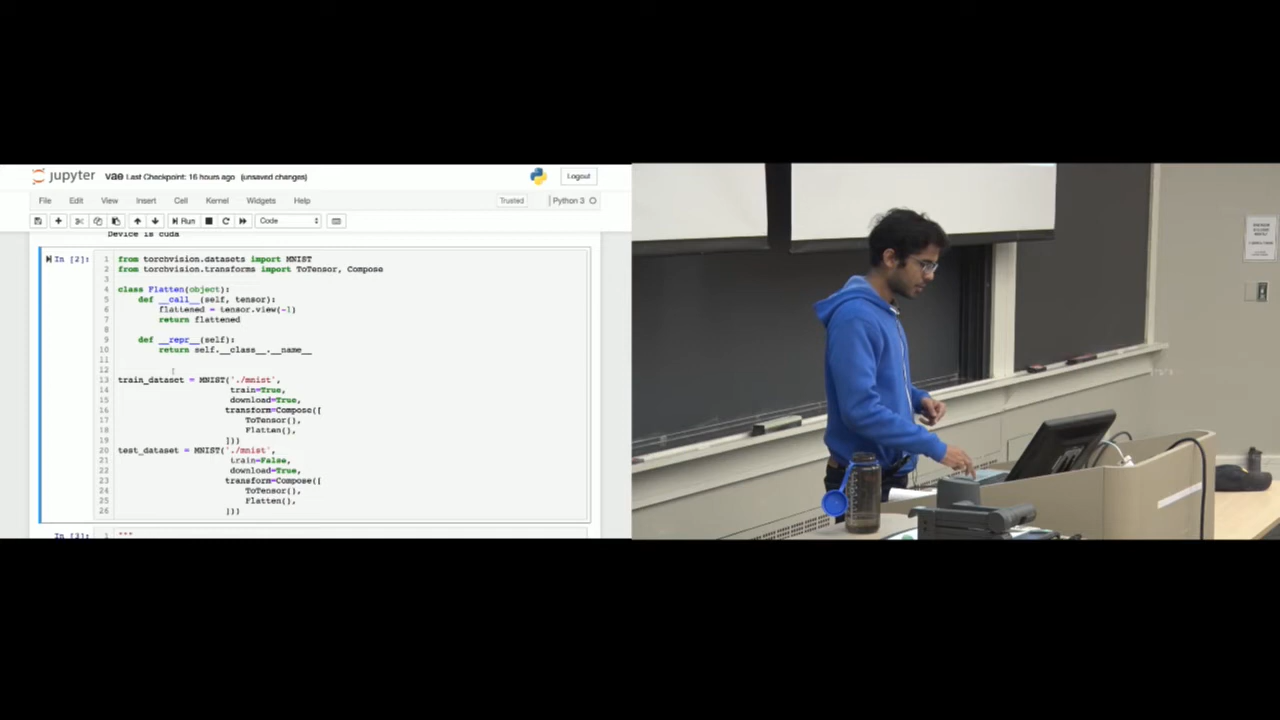 jupyter vae Last Checkpoint: 16 hours ago (unsaved changes) Logout
File Edit View Insert Cell Kernel Widgets Help Trusted Python 3
Run Code
Device is cuda
In [2]:
1 from torchvision.datasets import MNIST
2 from torchvision.transforms import ToTensor, Compose
3
4 class Flatten(object):
5 def __call__(self, tensor):
6 flattened = tensor.view(-1)
7 return flattened
8
9 def __repr__(self):
10 return self.__class__.__name__
11
12
13 train_dataset = MNIST('./mnist',
14 train=True,
15 download=True,
16 transform=Compose([
17 ToTensor(),
18 Flatten(),
19 ]))
20 test_dataset = MNIST('./mnist',
21 train=False,
22 download=True,
23 transform=Compose([
24 ToTensor(),
25 Flatten(),
26 ]))
In [3]: 1 """